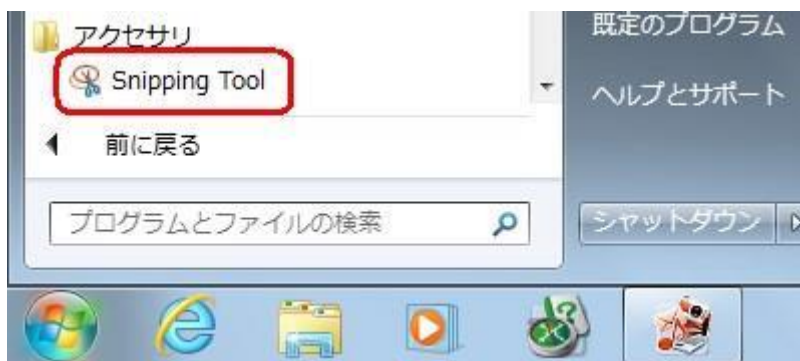 アクセサリ
Snipping Tool
前に戻る
プログラムとファイルの検索
既定のプログラム
ヘルプとサポート
シャットダウン